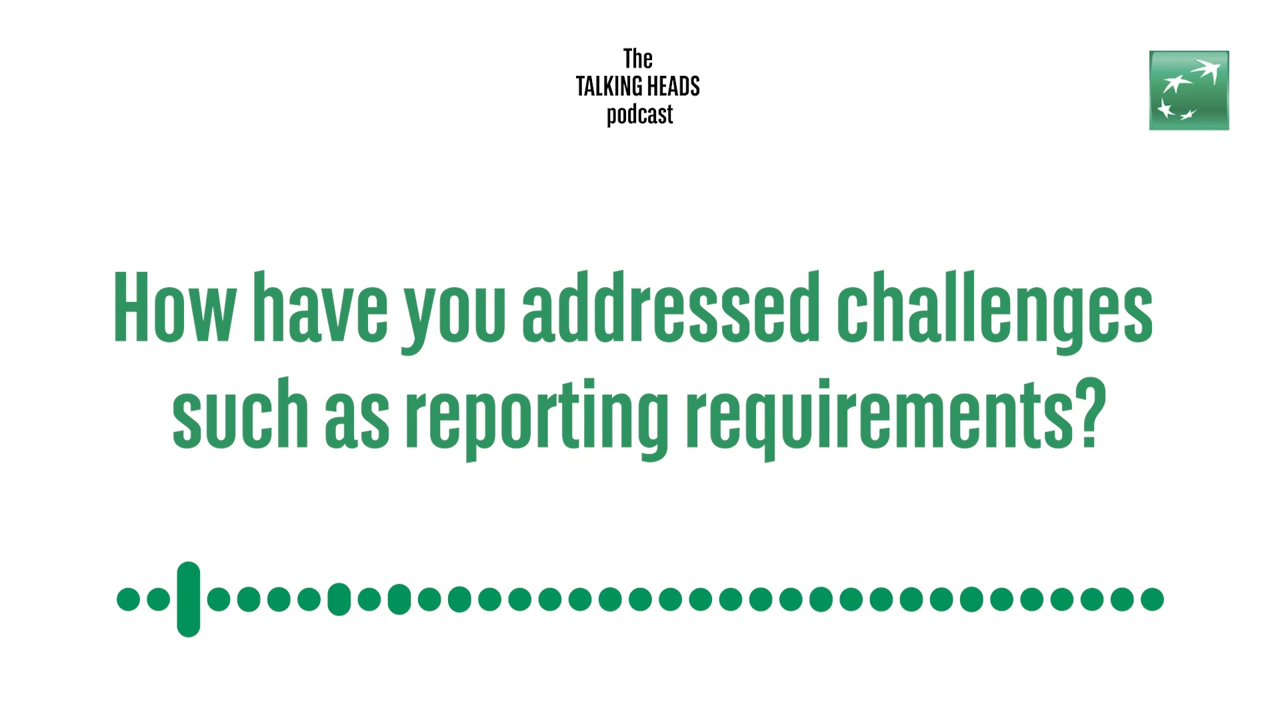 The
TALKING HEADS
podcast
How have you addressed challenges
such as reporting requirements?